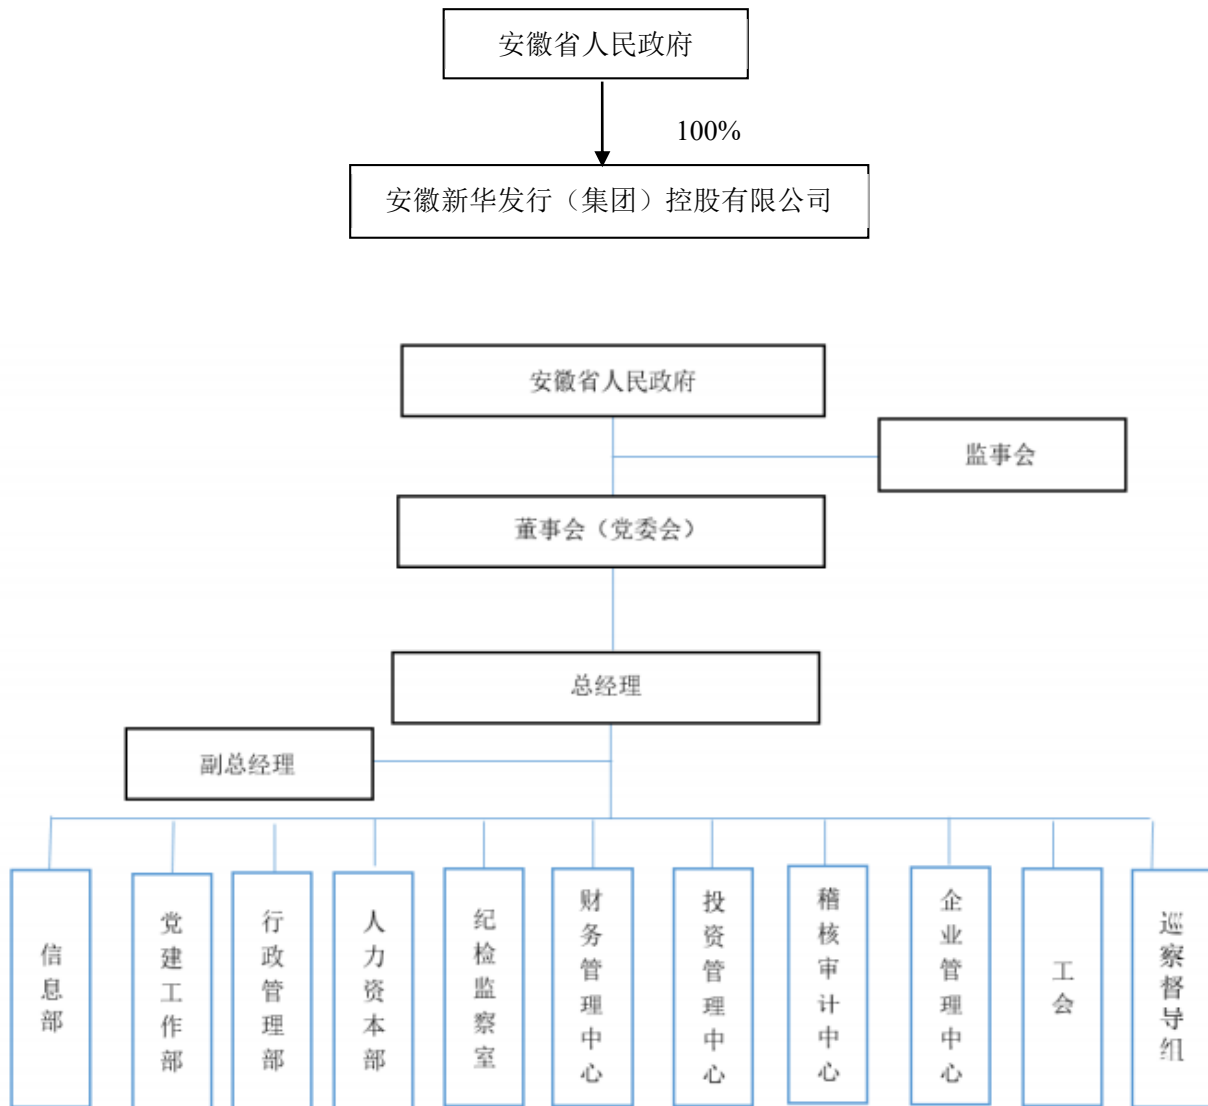 安徽省人民政府
100%
安徽新华发行（集团）控股有限公司
安徽省人民政府
监事会
董事会（党委会）
总经理
副总经理
信息部
党建工作部
行政管理部
人力资本部
纪检监察室
财务管理中心
投资管理中心
稽核审计中心
企业管理中心
工会
巡察督导组